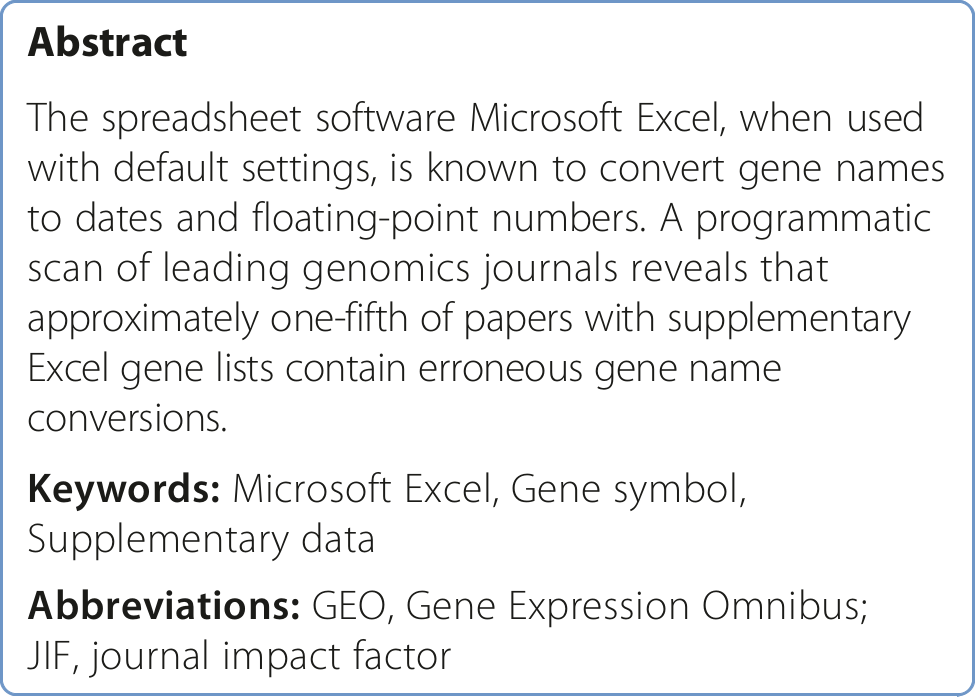 Abstract
The spreadsheet software Microsoft Excel, when used
with default settings, is known to convert gene names
to dates and floating-point numbers. A programmatic
scan of leading genomics journals reveals that
approximately one-fifth of papers with supplementary
Excel gene lists contain erroneous gene name
conversions.
Keywords: Microsoft Excel, Gene symbol,
Supplementary data
Abbreviations: GEO, Gene Expression Omnibus;
JIF, journal impact factor